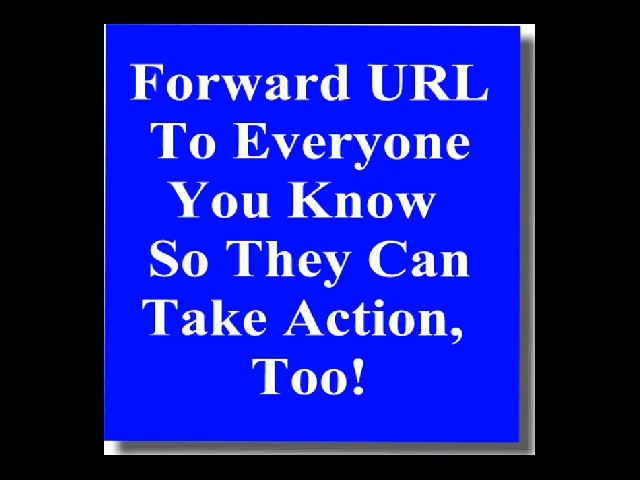 Forward URL
To Everyone
You Know
So They Can
Take Action,
Too!